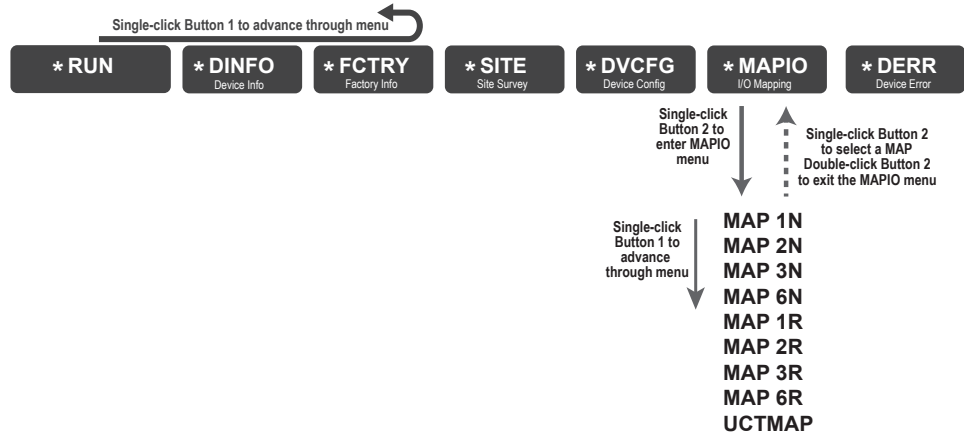 Single-click Button 1 to advance through menu
* RUN
* DINFO
Device Info
* FCTRY
Factory Info
* SITE
Site Survey
* DVCFG
Device Config
* MAPIO
I/O Mapping
* DERR
Device Error
Single-click
Button 2 to
enter MAPIO
menu
Single-click Button 2
to select a MAP
Double-click Button 2
to exit the MAPIO menu
Single-click
Button 1 to
advance
through menu
MAP 1N
MAP 2N
MAP 3N
MAP 6N
MAP 1R
MAP 2R
MAP 3R
MAP 6R
UCTMAP